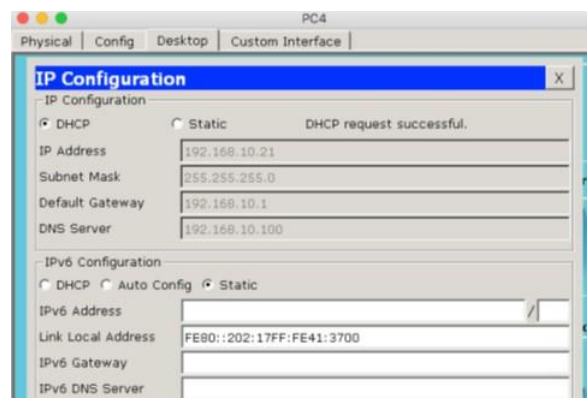 PC4
Physical Config Desktop Custom Interface
IP Configuration X
IP Configuration
DHCP Static DHCP request successful.
IP Address 192.168.10.21
Subnet Mask 255.255.255.0
Default Gateway 192.168.10.1
DNS Server 192.168.10.100
IPv6 Configuration
DHCP Auto Config Static
IPv6 Address /
Link Local Address FE80::202:17FF:FE41:3700
IPv6 Gateway
IPv6 DNS Server